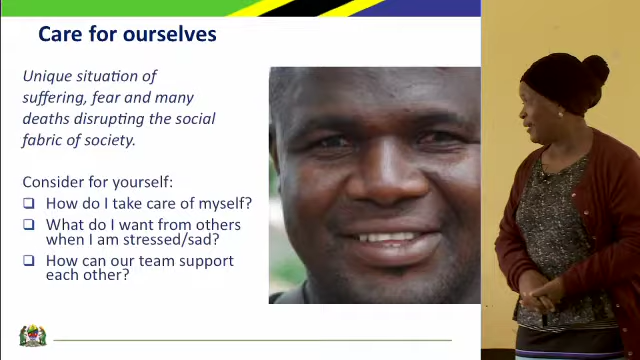 Care for ourselves
Unique situation of
suffering, fear and many
deaths disrupting the social
fabric of society.
Consider for yourself:
❑ How do I take care of myself?
❑ What do I want from others
when I am stressed/sad?
❑ How can our team support
each other?